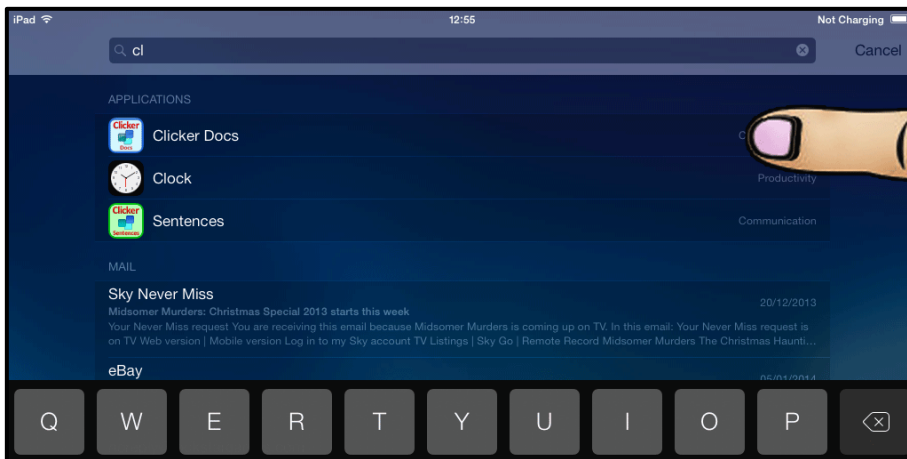 iPad 12:55 Not Charging
cl Cancel
APPLICATIONS
Clicker Docs
Clicker Docs
Clock Productivity
Clicker Sentences
Sentences Communication
MAIL
Sky Never Miss 20/12/2013
Midsomer Murders: Christmas Special 2013 starts this week
Your Never Miss request You are receiving this email because Midsomer Murders is coming up on TV. In this email: Your Never Miss request is
on TV Web version | Mobile version Log in to my Sky account TV Listings | Sky Go | Remote Record Midsomer Murders The Christmas Haunti...
eBay 05/01/2014
Q W E R T Y U I O P